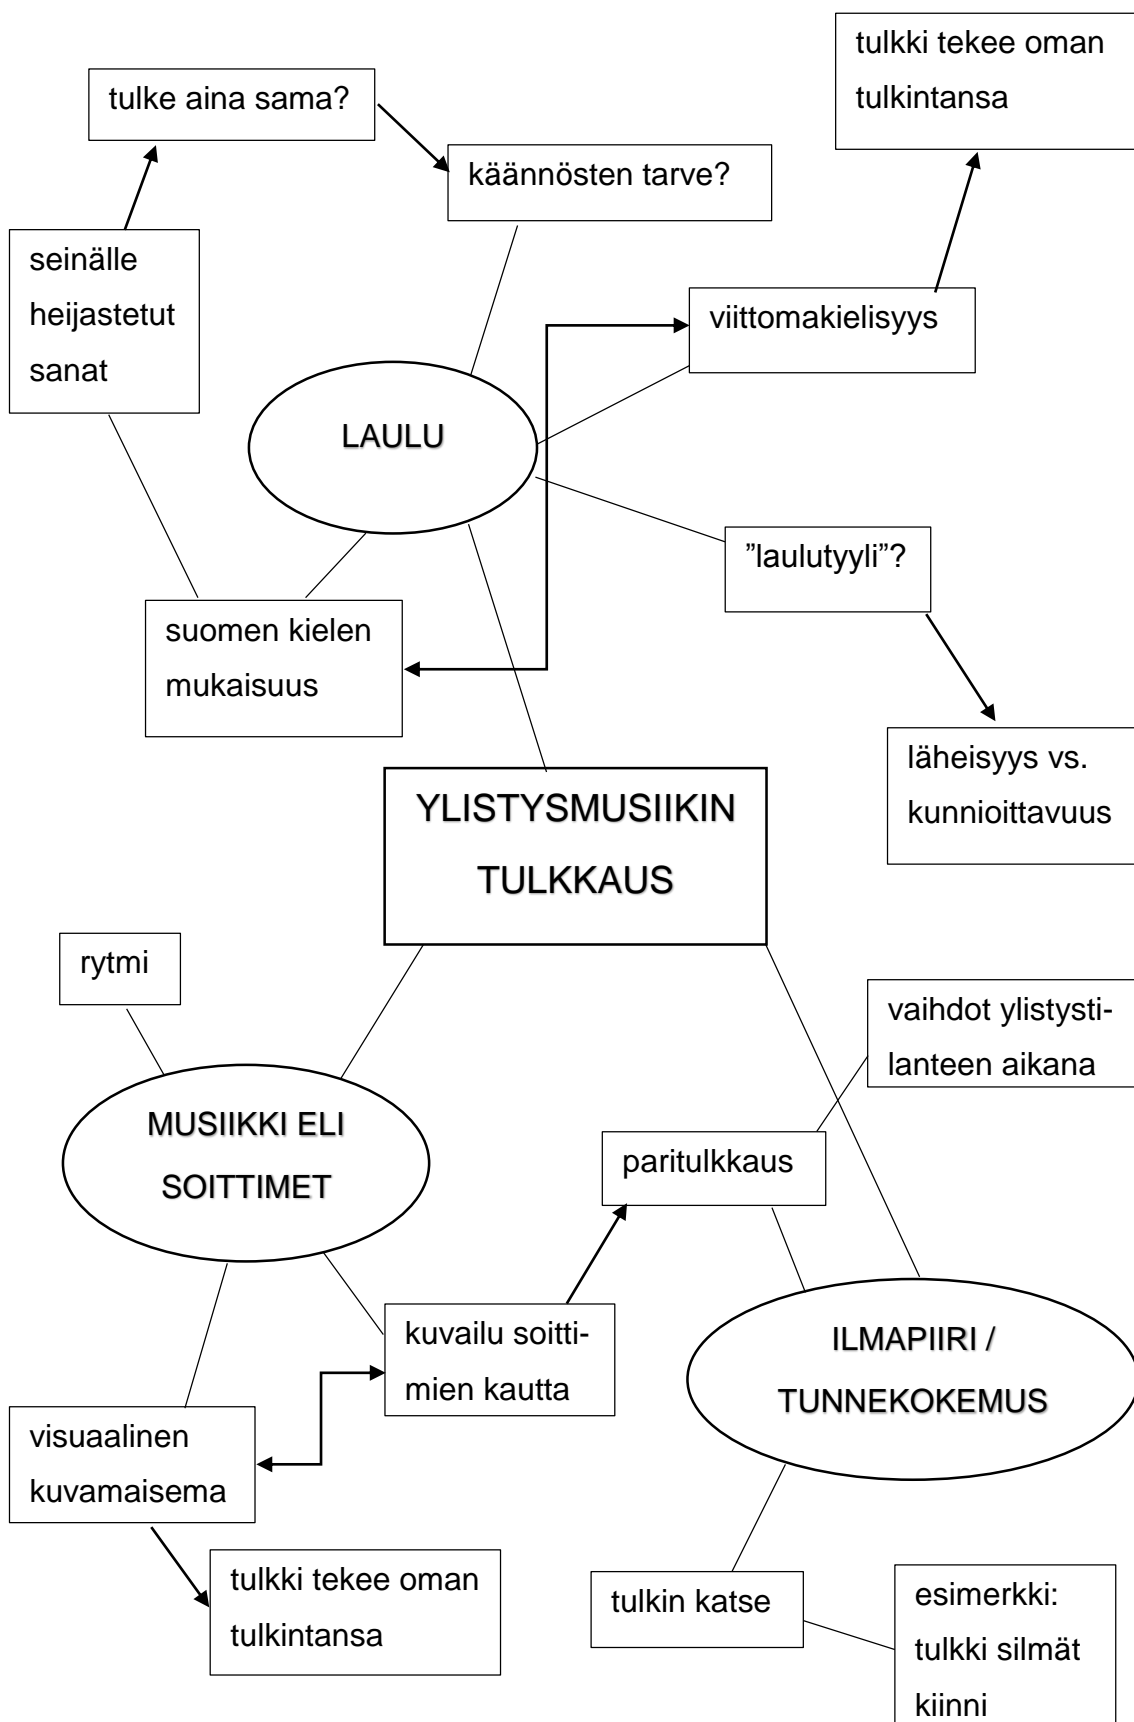 tulkki tekee oman
tulkintansa
tulke aina sama?
käännösten tarve?
seinälle
heijastetut
sanat
viittomakielisyys
LAULU
”laulutyyli”?
suomen kielen
mukaisuus
läheisyys vs.
kunnioittavuus
YLISTYSMUSIIKIN
TULKKAUS
rytmi
vaihdot ylistysti-
lanteen aikana
MUSIIKKI ELI
SOITTIMET
paritulkkaus
kuvailu soitti-
mien kautta
ILMAPIIRI /
TUNNEKOKEMUS
visuaalinen
kuvamaisema
tulkki tekee oman
tulkintansa
tulkin katse
esimerkki:
tulkki silmät
kiinni